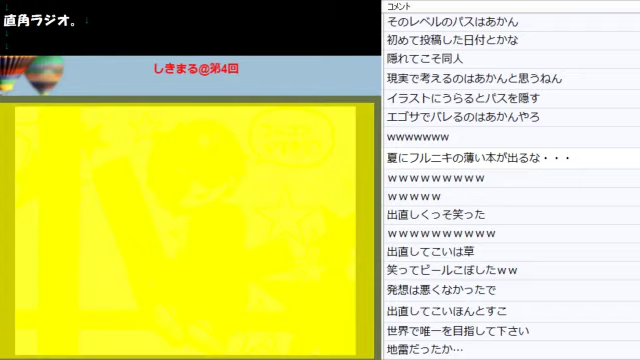 直角ラジオ。
しきまる@第4回
コメント
そのレベルのパスはあかん
初めて投稿した日付とかな
隠れてこそ同人
現実で考えるのはあかんと思うねん
イラストにうらるとパスを隠す
エゴサでバレるのはあかんやろ
wwwwwww
夏にフルニキの薄い本が出るな・・・
ｗｗｗｗｗｗｗｗｗ
ｗｗｗｗｗ
出直しくっそ笑った
ｗｗｗｗｗｗｗｗｗｗ
出直してこいは草
笑ってビールこぼしたｗｗ
発想は悪くなかったで
出直してこいほんとすこ
世界で唯一を目指して下さい
地雷だったか…